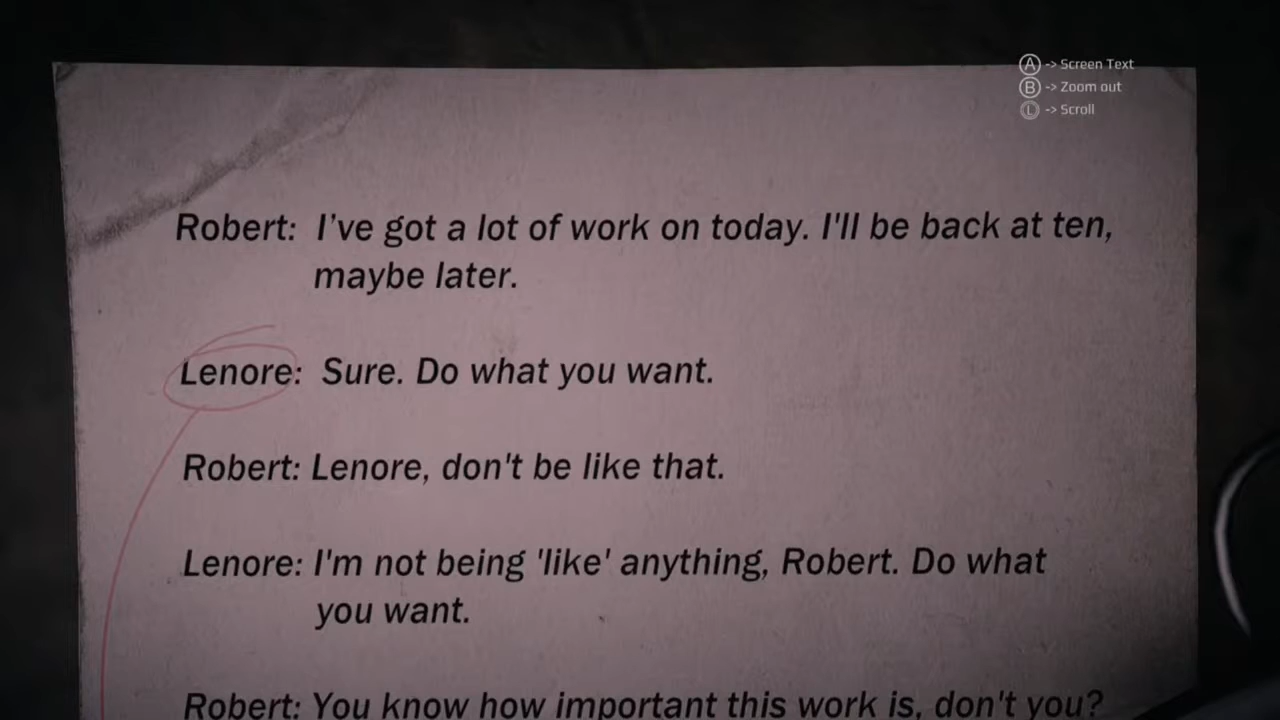 Ⓐ -> Screen Text
Ⓑ -> Zoom out
Ⓛ -> Scroll
Robert: I've got a lot of work on today. I'll be back at ten,
maybe later.
Lenore: Sure. Do what you want.
Robert: Lenore, don't be like that.
Lenore: I'm not being 'like' anything, Robert. Do what
you want.
Robert: You know how important this work is, don't you?